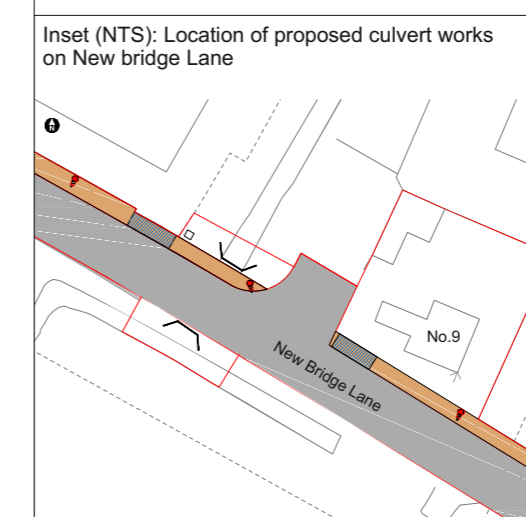 Inset (NTS): Location of proposed culvert works
on New bridge Lane
N
No.9
New Bridge Lane